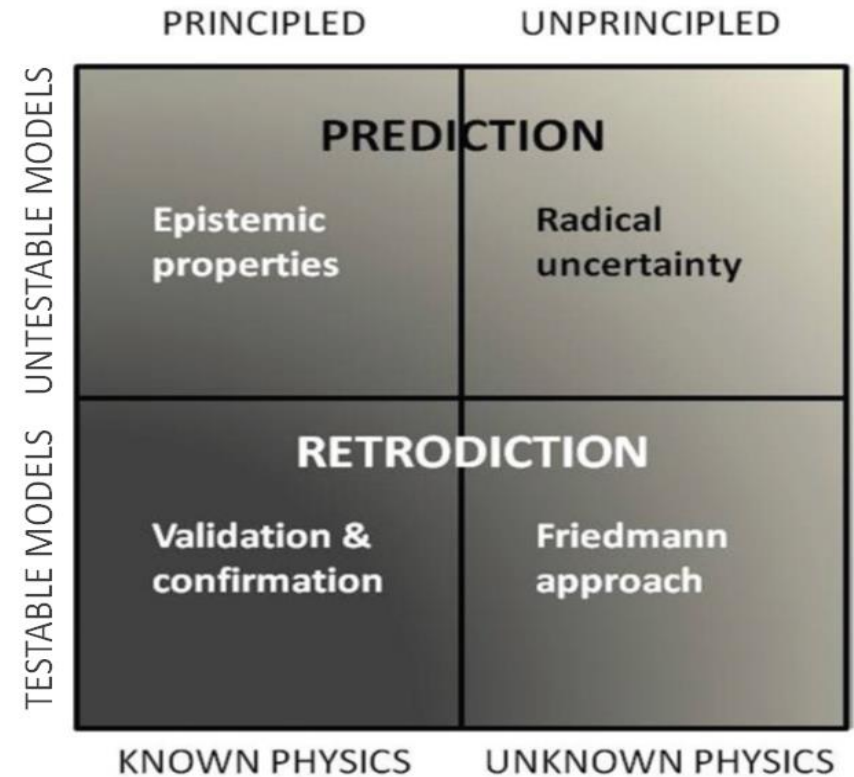 PRINCIPLED UNPRINCIPLED
UNTESTABLE MODELS
PREDICTION
Epistemic
properties
Radical
uncertainty
TESTABLE MODELS
RETRODICTION
Validation &
confirmation
Friedmann
approach
KNOWN PHYSICS UNKNOWN PHYSICS